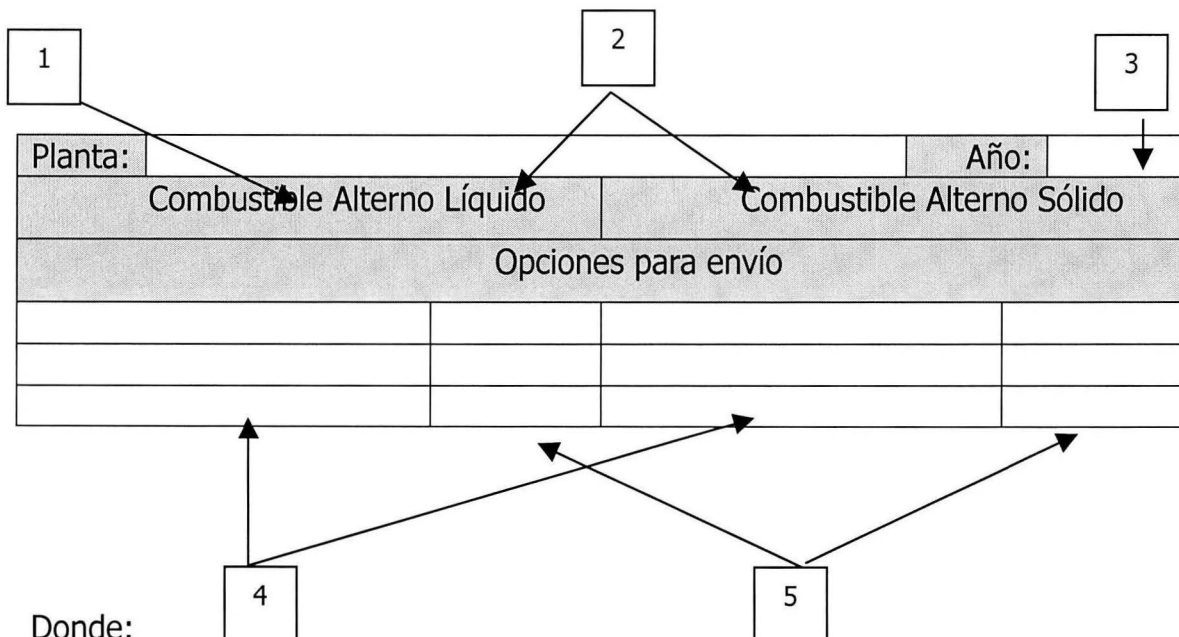 1
2
3
Planta:
Año:
Combustible Alterno Líquido
Combustible Alterno Sólido
Opciones para envío
4
5
Donde: